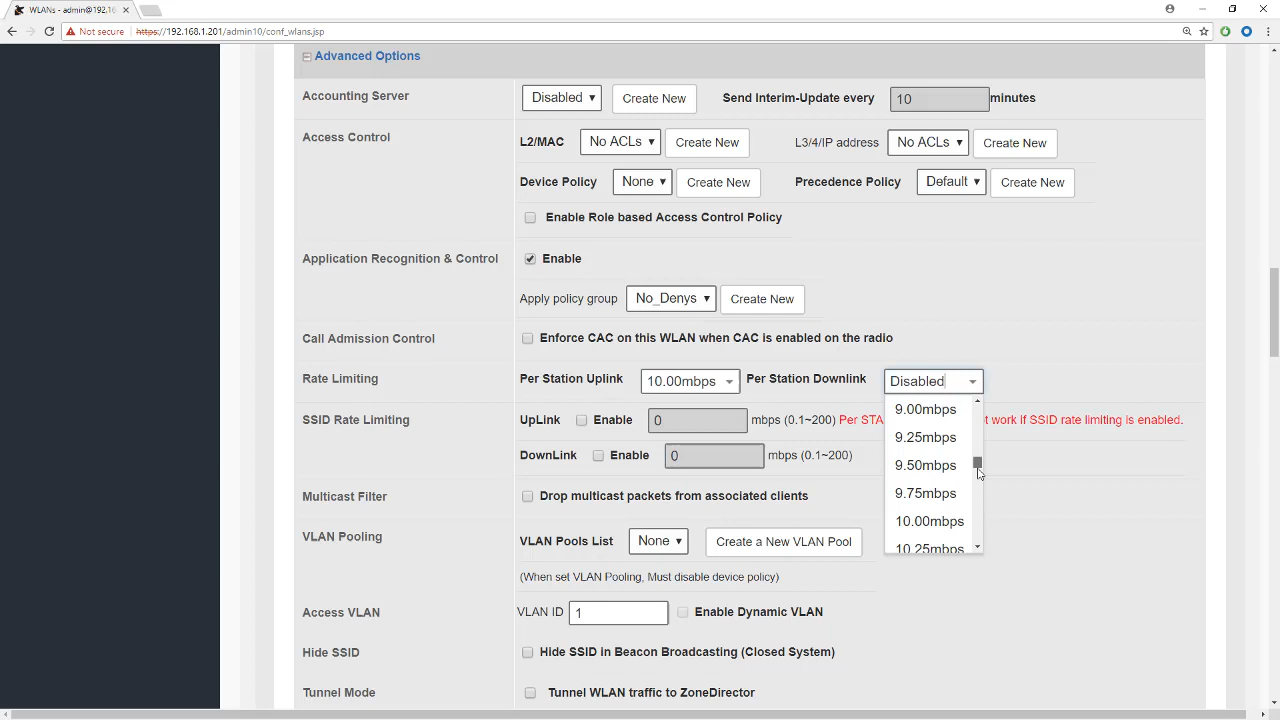 WLANs - admin@192.16
Not secure https://192.168.1.201/admin10/conf_wlans.jsp
Advanced Options
Accounting Server Disabled Create New Send Interim-Update every 10 minutes
Access Control L2/MAC No ACLs Create New L3/4/IP address No ACLs Create New
Device Policy None Create New Precedence Policy Default Create New
Enable Role based Access Control Policy
Application Recognition & Control Enable
Apply policy group No_Denys Create New
Call Admission Control Enforce CAC on this WLAN when CAC is enabled on the radio
Rate Limiting Per Station Uplink 10.00mbps Per Station Downlink Disabled
9.00mbps
9.25mbps
9.50mbps
9.75mbps
10.00mbps
10.25mbps
SSID Rate Limiting UpLink Enable 0 mbps (0.1~200) Per STA t work if SSID rate limiting is enabled.
DownLink Enable 0 mbps (0.1~200)
Multicast Filter Drop multicast packets from associated clients
VLAN Pooling VLAN Pools List None Create a New VLAN Pool
(When set VLAN Pooling, Must disable device policy)
Access VLAN VLAN ID 1 Enable Dynamic VLAN
Hide SSID Hide SSID in Beacon Broadcasting (Closed System)
Tunnel Mode Tunnel WLAN traffic to ZoneDirector